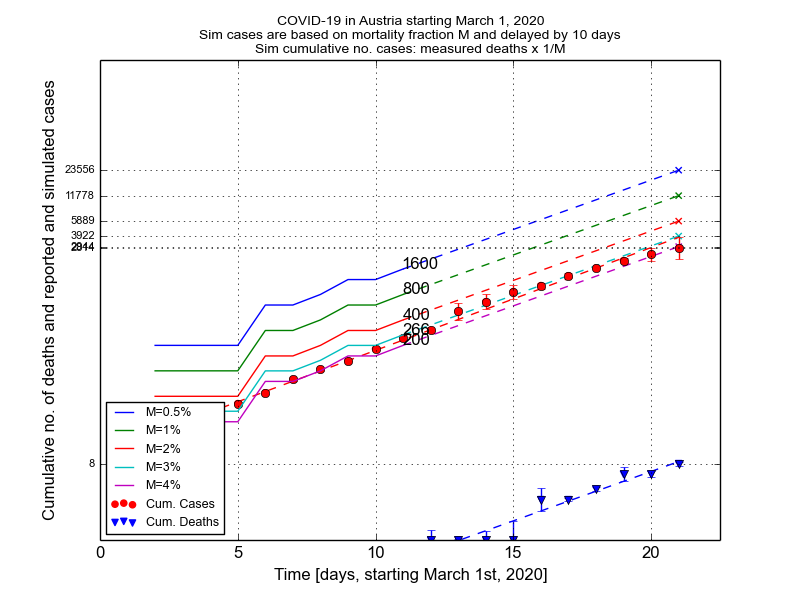 COVID-19 in Austria starting March 1, 2020
Sim cases are based on mortality fraction M and delayed by 10 days
Sim cumulative no. cases: measured deaths x 1/M
Cumulative no. of deaths and reported and simulated cases
23556
11778
5889
3922
2944
8
1600
800
400
266
200
M=0.5%
M=1%
M=2%
M=3%
M=4%
Cum. Cases
Cum. Deaths
0
5
10
15
20
Time [days, starting March 1st, 2020]